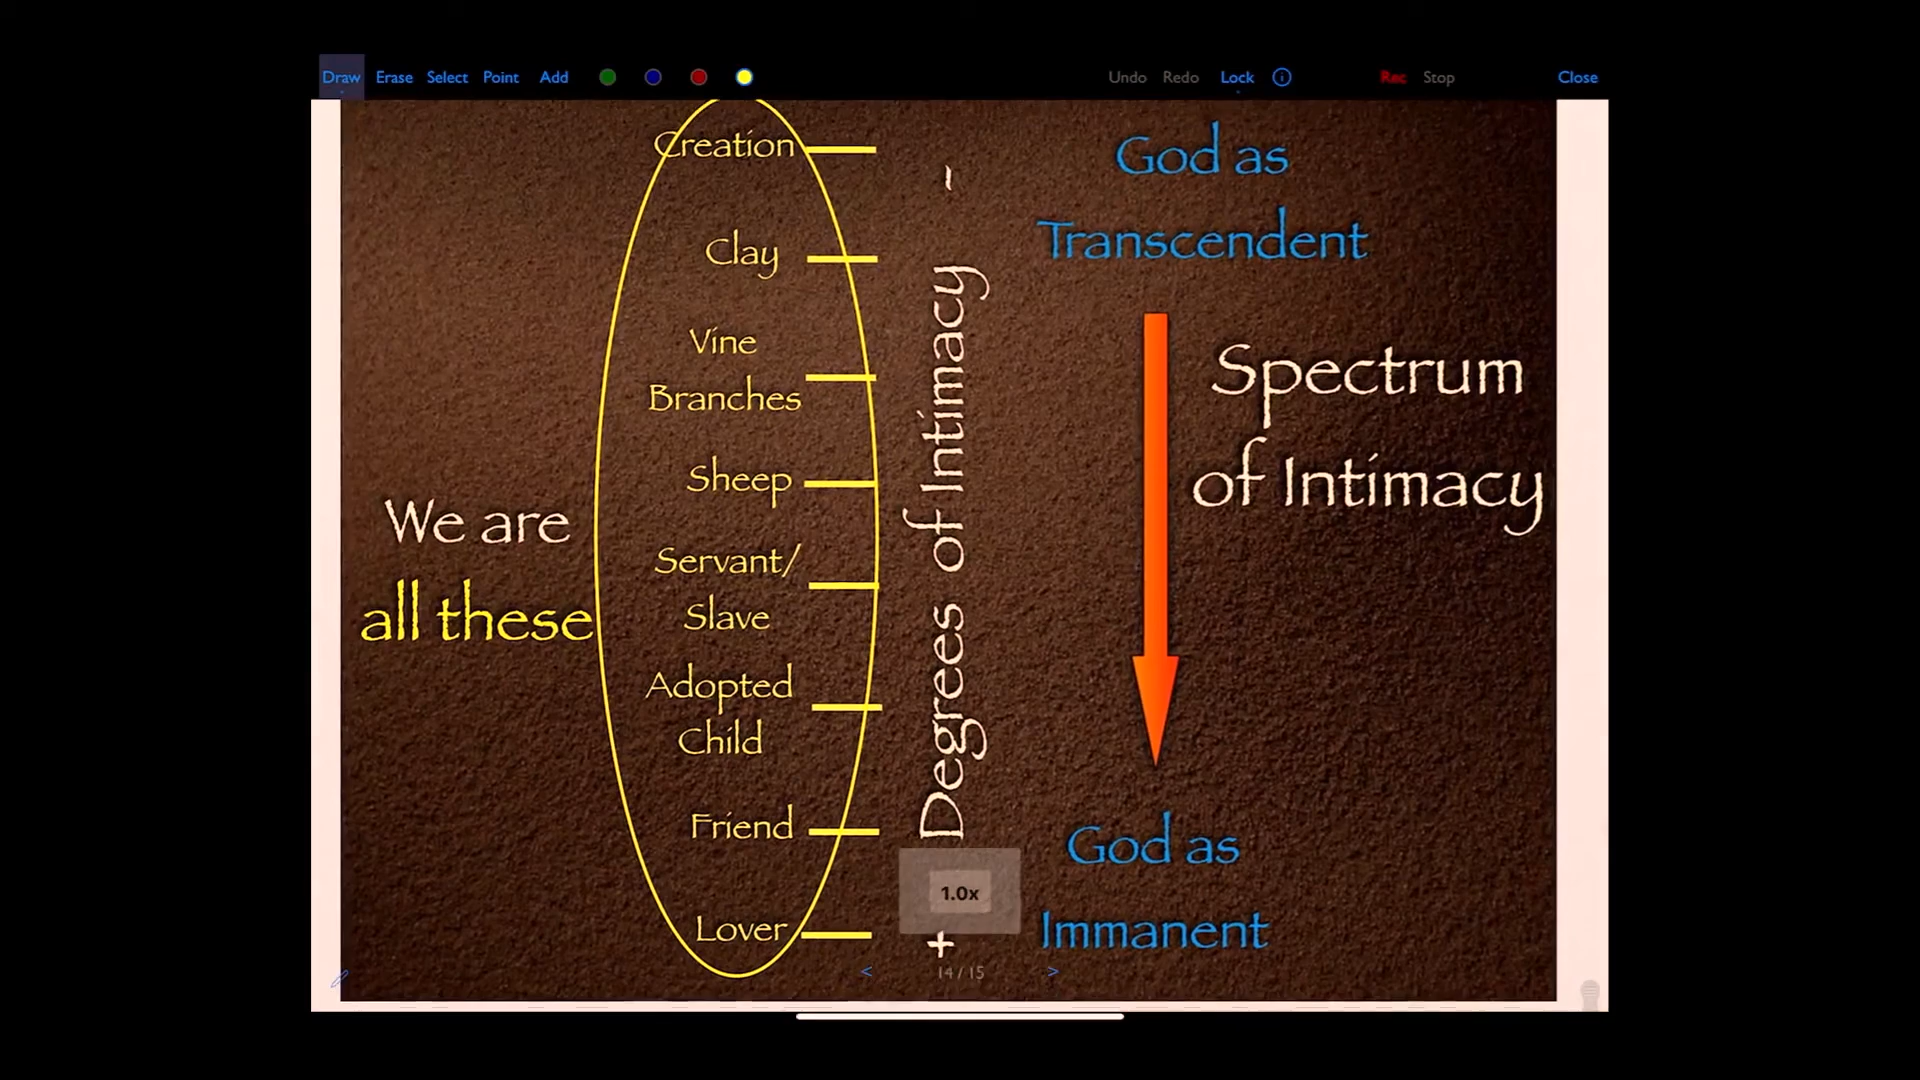 Draw Erase Select Point Add Undo Redo Lock Rec Stop Close
Creation
Clay
Vine
Branches
Sheep
Servant/
Slave
Adopted
Child
Friend
Lover
We are
all these
- Degrees of Intimacy +
God as
Transcendent
Spectrum
of Intimacy
God as
Immanent
1.0x
< 14 / 15 >